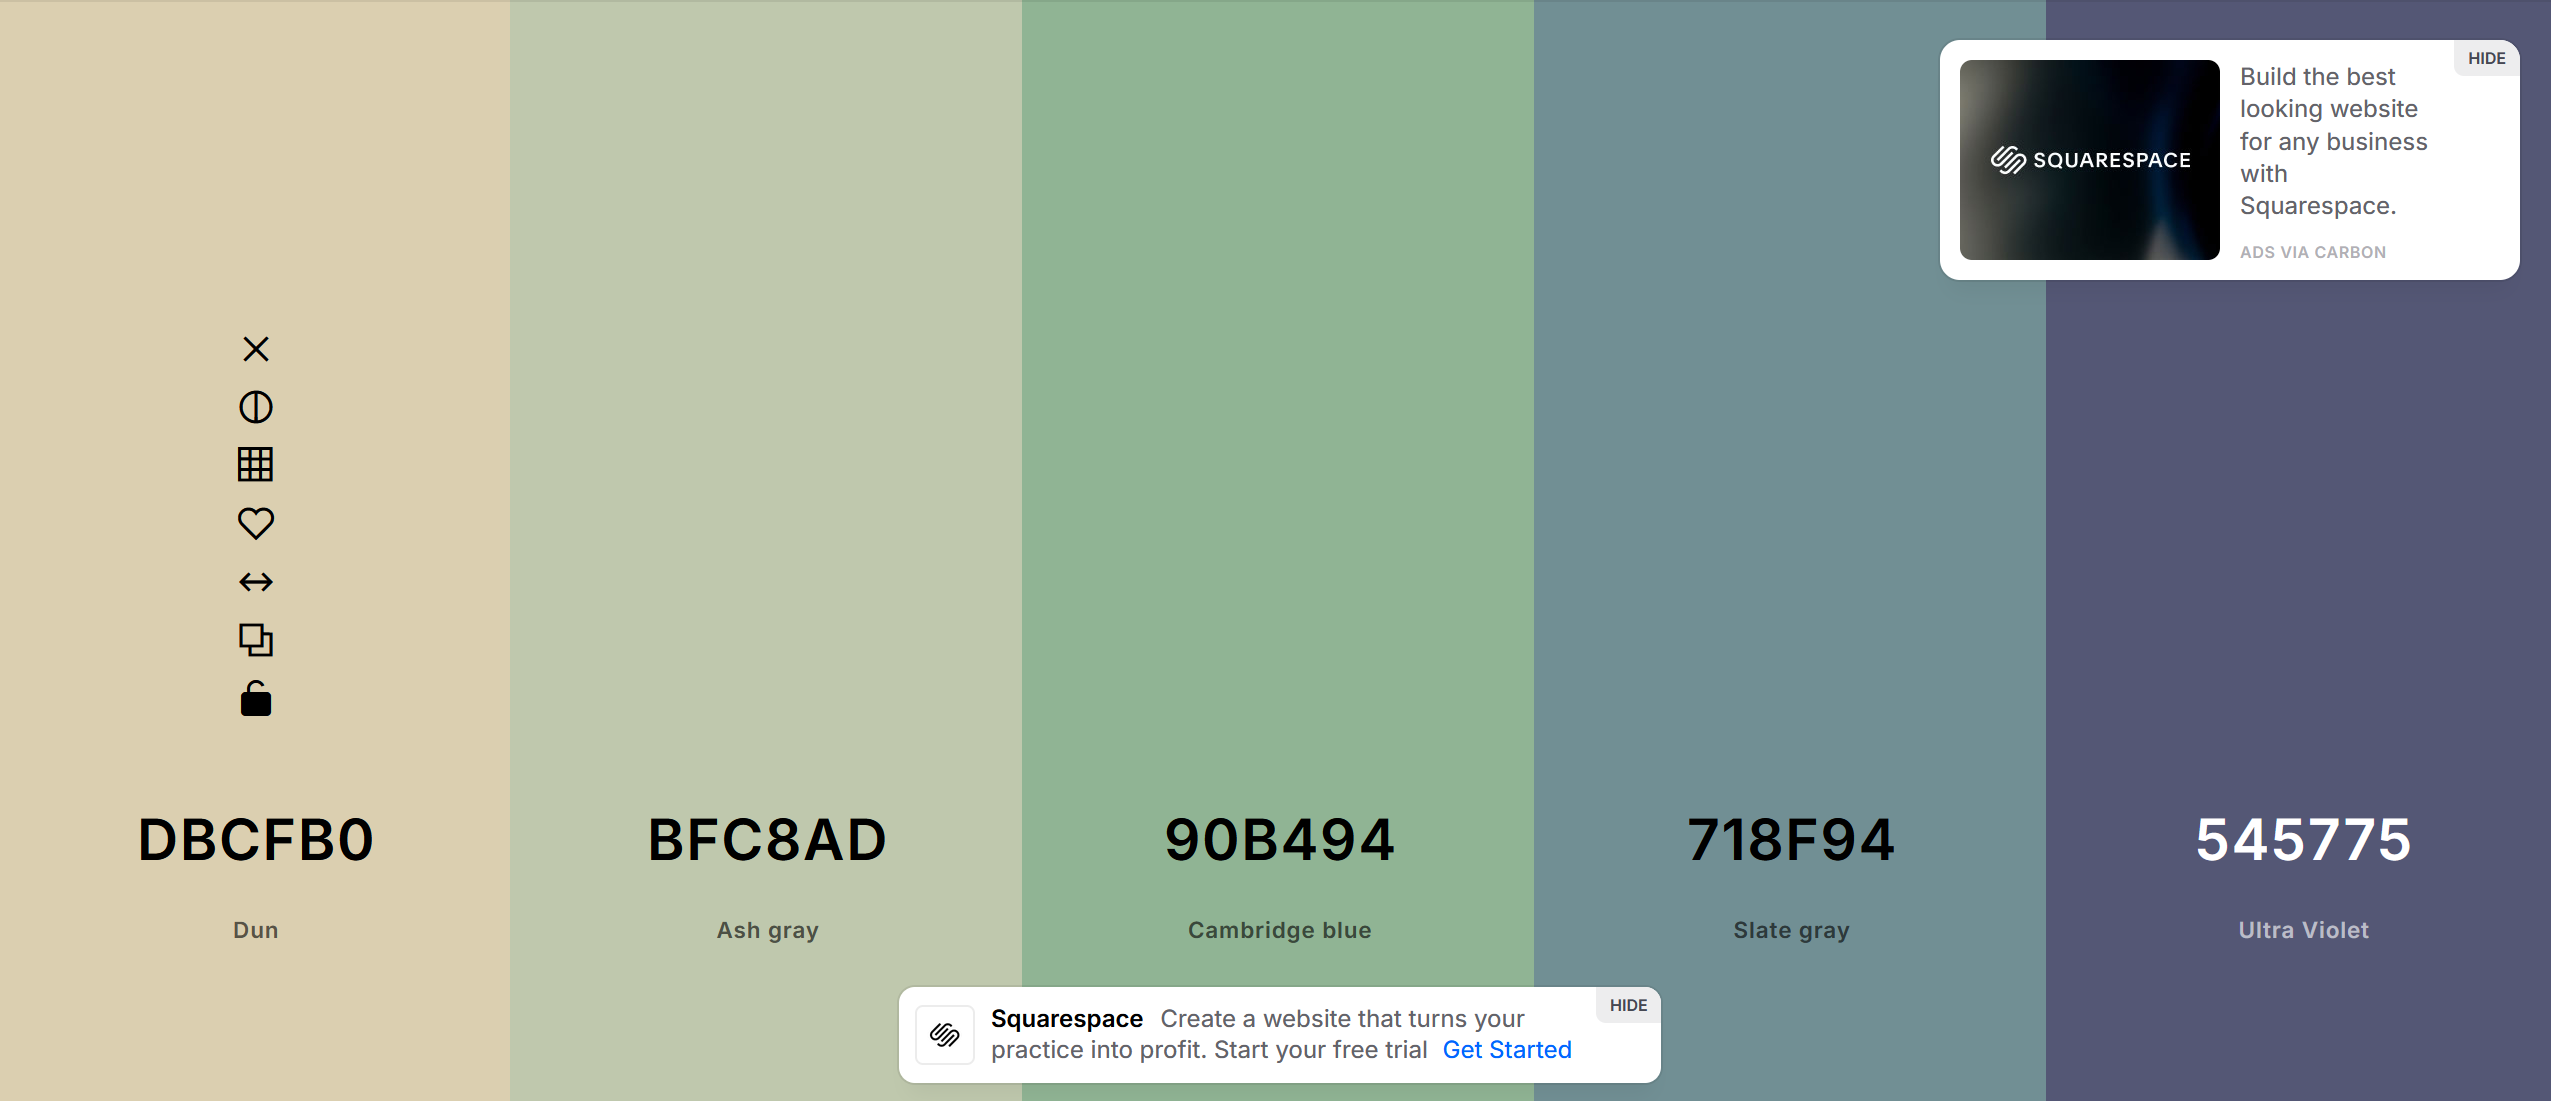 HIDE
Build the best
looking website
for any business
with
Squarespace.
SQUARESPACE
ADS VIA CARBON
DBCFB0
BFC8AD
90B494
718F94
545775
Dun
Ash gray
Cambridge blue
Slate gray
Ultra Violet
HIDE
Squarespace Create a website that turns your
practice into profit. Start your free trial Get Started